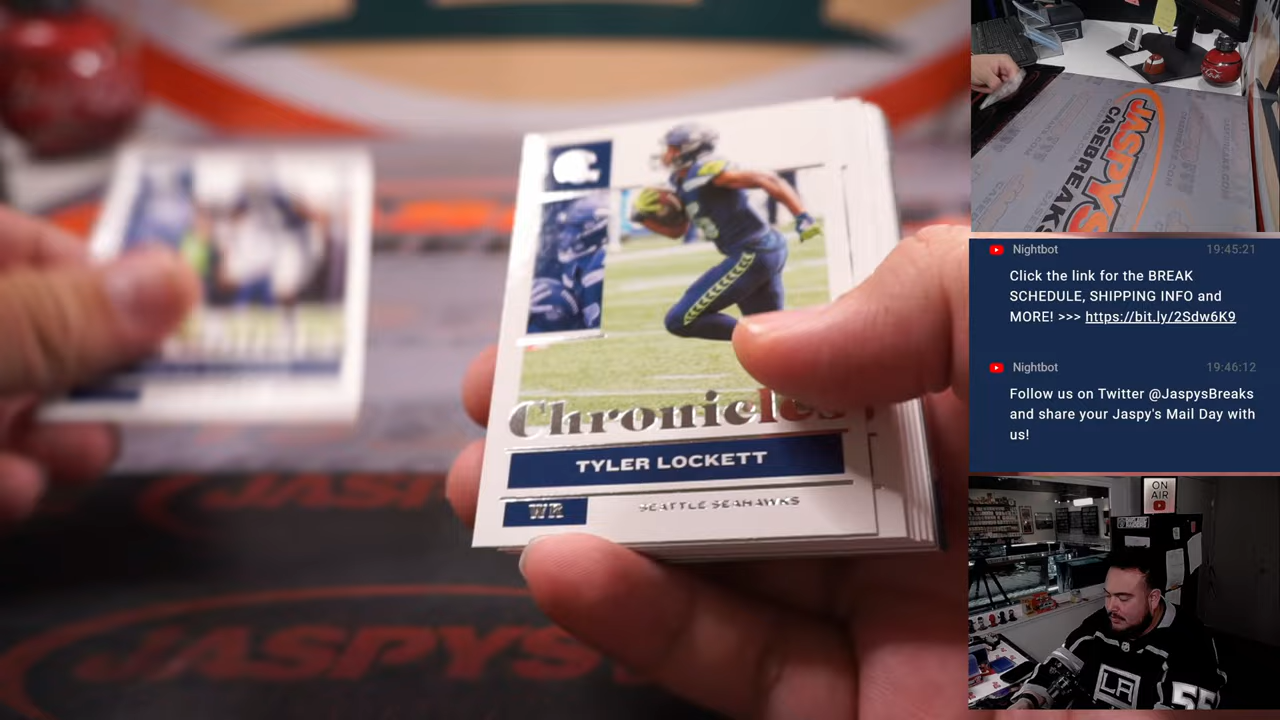 Chronicles
TYLER LOCKETT
WR
SEATTLE SEAHAWKS
JASPYS
JASPY'S
CASEBREAKS
Nightbot
19:45:21
Click the link for the BREAK
SCHEDULE, SHIPPING INFO and
MORE! >>> https://bit.ly/2Sdw6K9
Nightbot
19:46:12
Follow us on Twitter @JaspysBreaks
and share your Jaspy's Mail Day with
us!
ON
AIR
LA
55